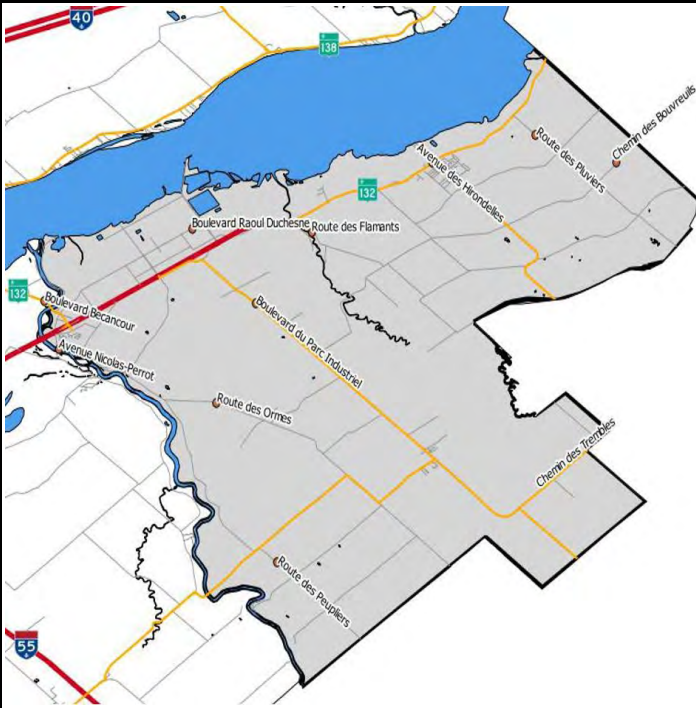 40
138
Chemin des Bouvreuils
Route des Pluviers
Avenue des Hirondelles
132
Boulevard Raoul Duchesne
Route des Flamants
132
Boulevard Bécancour
Boulevard du Parc Industriel
Avenue Nicolas-Perrot
Route des Ormes
Chemin des Trembles
Route des Peupliers
55